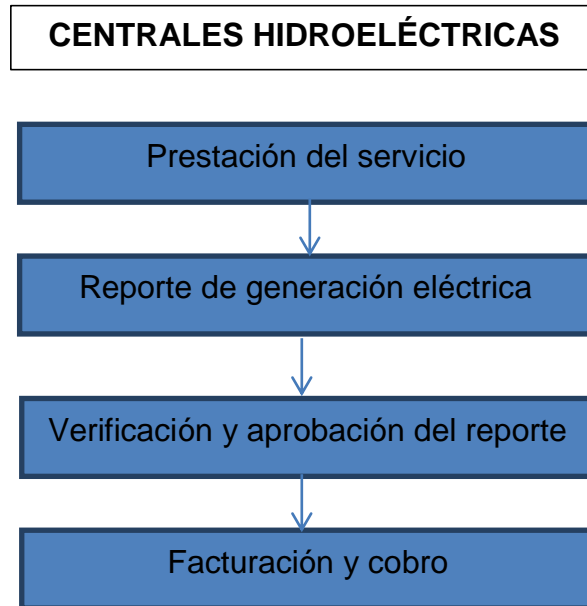 CENTRALES HIDROELÉCTRICAS
Prestación del servicio
Reporte de generación eléctrica
Verificación y aprobación del reporte
Facturación y cobro